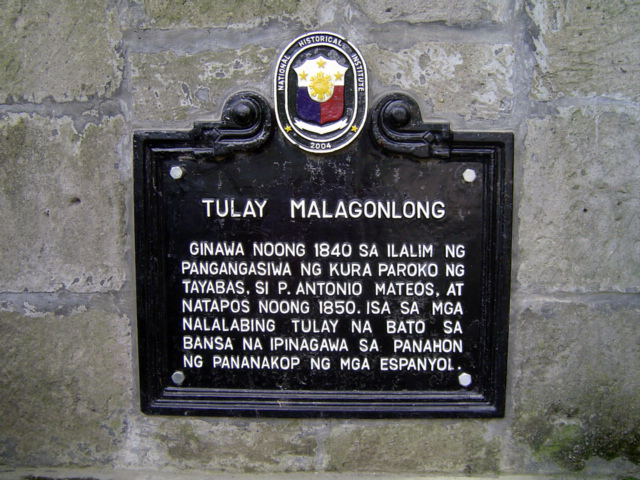 NATIONAL HISTORICAL INSTITUTE
2004
TULAY MALAGONLONG
GINAWA NOONG 1840 SA ILALIM NG
PANGANGASIWA NG KURA PAROKO NG
TAYABAS, SI P. ANTONIO MATEOS, AT
NATAPOS NOONG 1850. ISA SA MGA
NALALABING TULAY NA BATO SA
BANSA NA IPINAGAWA SA PANAHON
NG PANANAKOP NG MGA ESPANYOL.